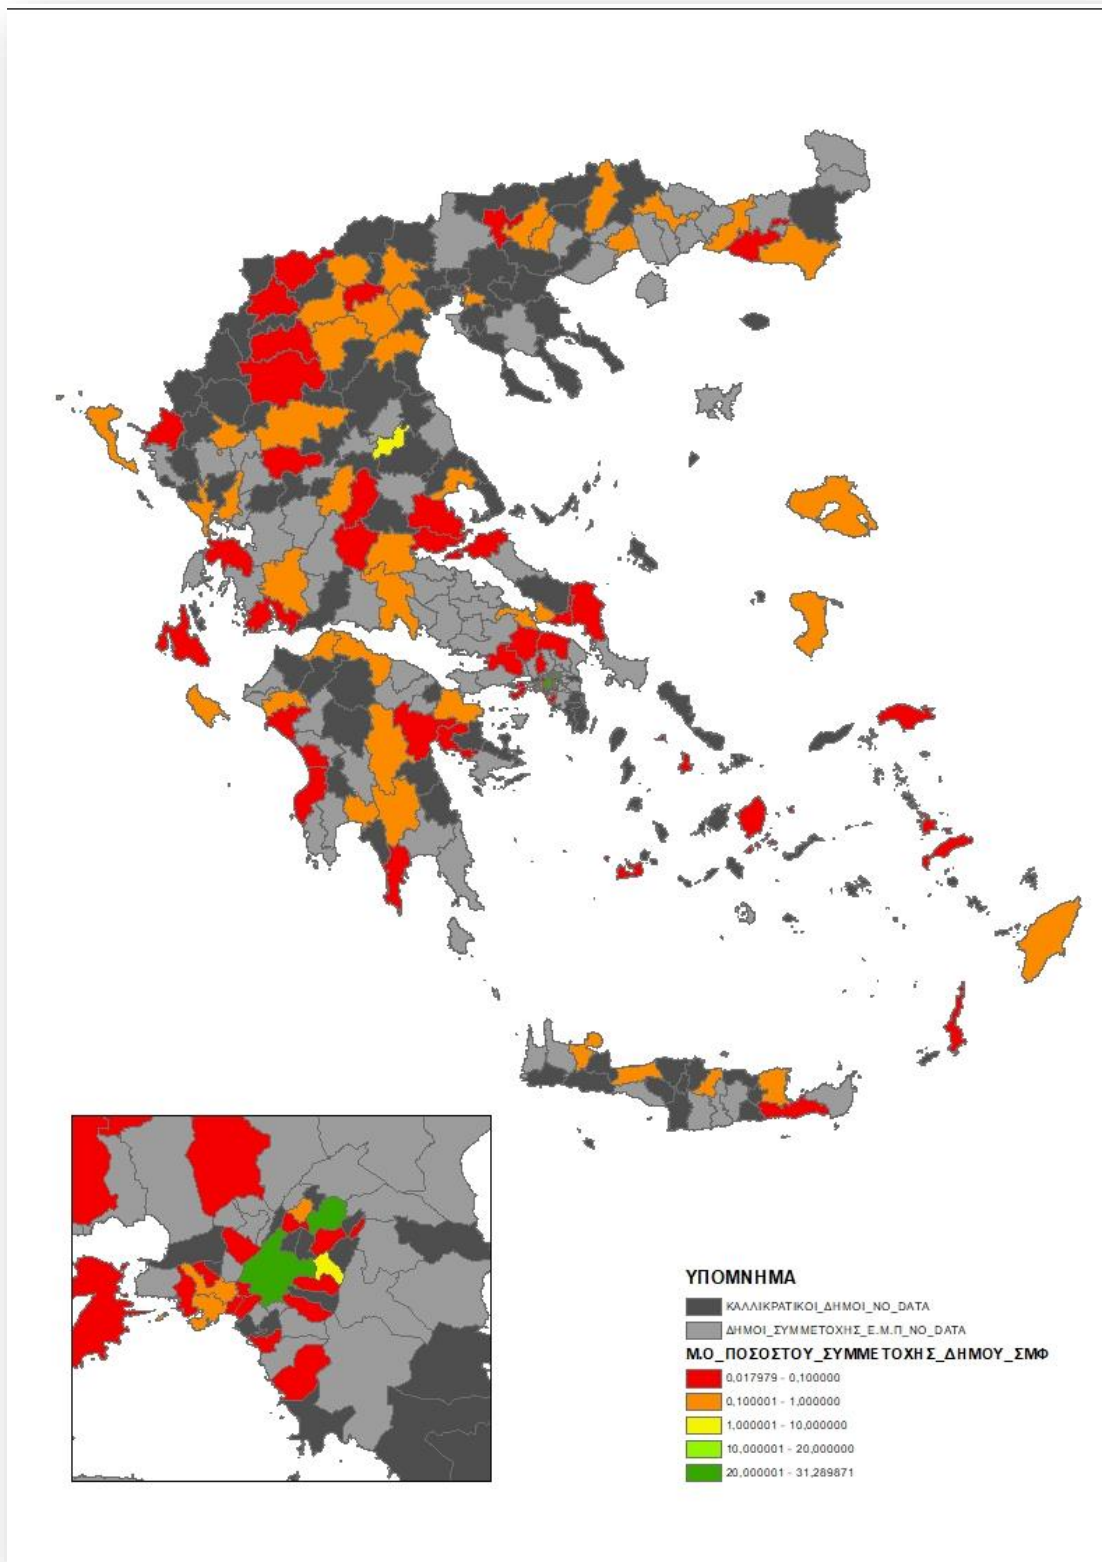 ΥΠΟΜΝΗΜΑ
ΚΑΛΛΙΚΡΑΤΙΚΟΙ_ΔΗΜΟΙ_NO_DATA
ΔΗΜΟΙ_ΣΥΜΜΕΤΟΧΗΣ_Ε.Μ.Π_NO_DATA
Μ.Ο_ΠΟΣΟΣΤΟΥ_ΣΥΜΜΕΤΟΧΗΣ_ΔΗΜΟΥ_ΣΜΦ
0,017979 - 0,100000
0,100001 - 1,000000
1,000001 - 10,000000
10,000001 - 20,000000
20,000001 - 31,289871